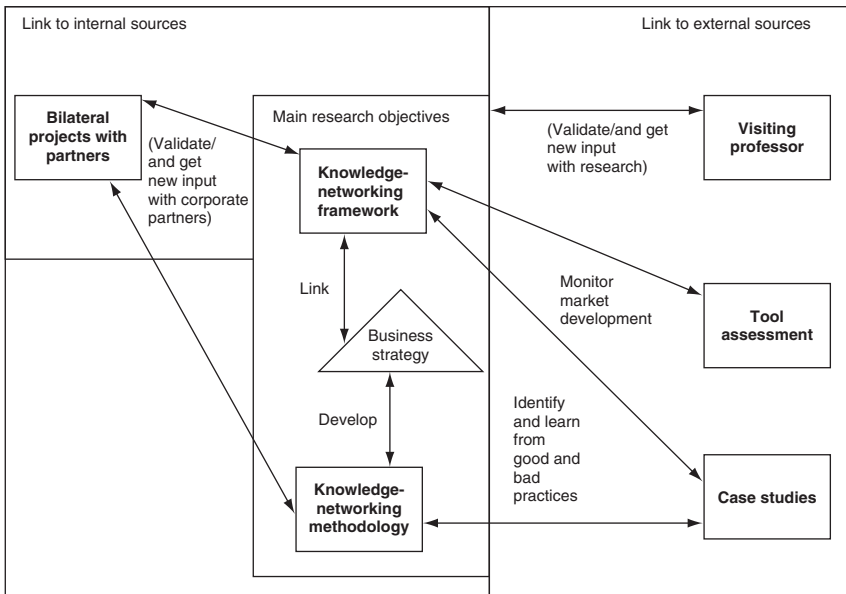 Link to internal sources
Link to external sources
Bilateral
projects with
partners
(Validate/
and get
new input
with corporate
partners)
Main research objectives
Knowledge-
networking
framework
(Validate/and get
new input
with research)
Visiting
professor
Link
Monitor
market
development
Tool
assessment
Business
strategy
Develop
Identify
and learn
from
good and
bad
practices
Knowledge-
networking
methodology
Case studies